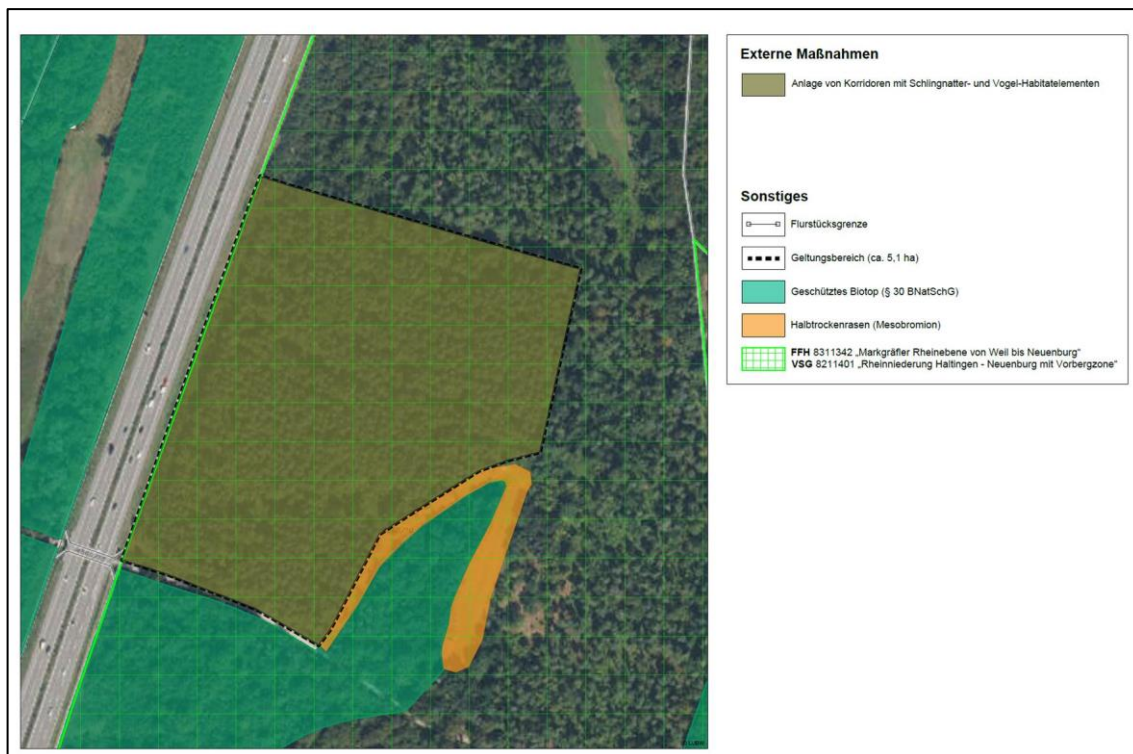 Externe Maßnahmen
Anlage von Korridoren mit Schlingnatter- und Vogel-Habitatelementen
Sonstiges
Flurstücksgrenze
Geltungsbereich (ca. 5,1 ha)
Geschütztes Biotop (§ 30 BNatSchG)
Halbtrockenrasen (Mesobromion)
FFH 8311342 „Markgräfler Rheinebene von Weil bis Neuenburg“
VSG 8211401 „Rheinniederung Haltingen - Neuenburg mit Vorbergzone“